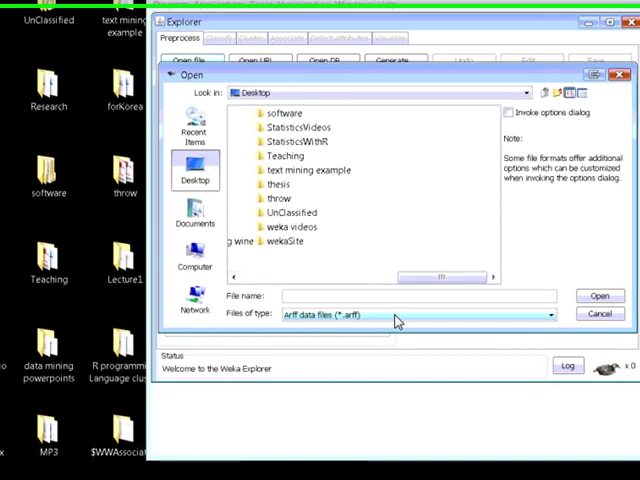 UnClassified
text mining
example
Research
forKorea
software
throw
Teaching
Lecture1
data mining
powerpoints
R programm
Language clus
MP3
$WWAssociat
Explorer
Preprocess
Classify
Cluster
Associate
Select attributes
Visualize
Open file
Open URL
Open DB
Generate
Undo
Edit
Save
Open
Look in:
Desktop
Recent
Items
Desktop
Documents
Computer
Network
software
StatisticsVideos
StatisticsWithR
Teaching
text mining example
thesis
throw
UnClassified
weka videos
g wine
wekaSite
Invoke options dialog
Note:
Some file formats offer additional
options which can be customized
when invoking the options dialog.
File name:
Open
Files of type:
Arff data files (*.arff)
Cancel
Status
Welcome to the Weka Explorer
Log
x 0